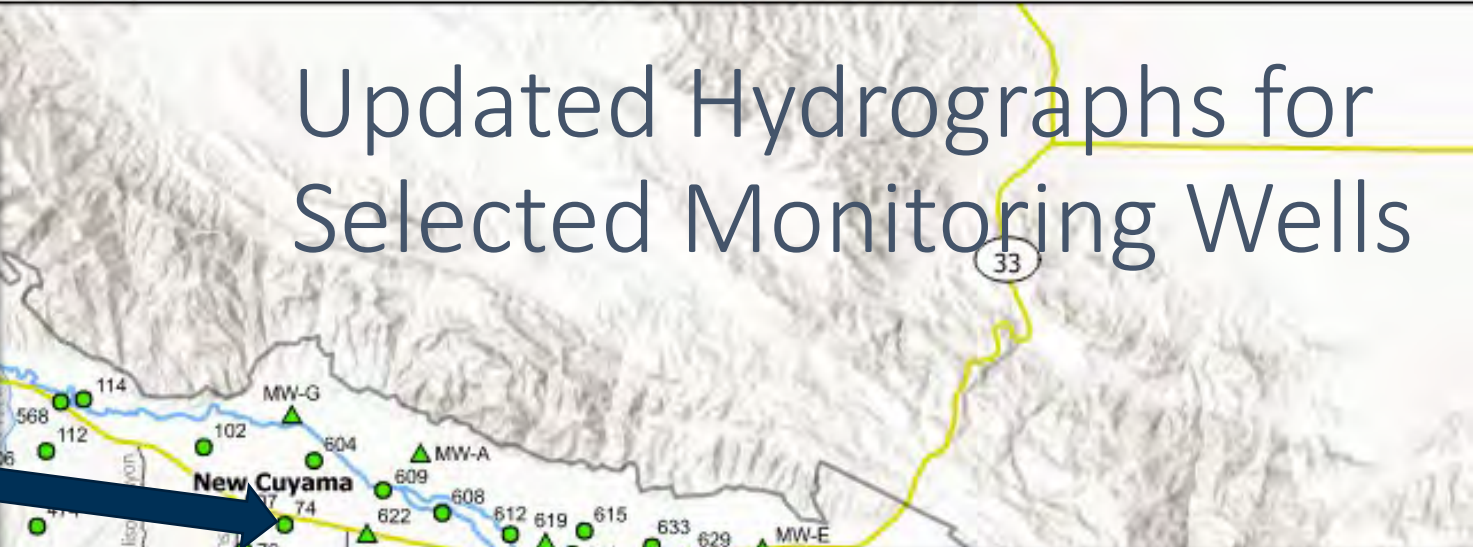 Updated Hydrographs for
Selected Monitoring Wells
33
114
MW-G
568
112
102
604
MW-A
New Cuyama
609
74
608
622
612
619
615
633
629
MW-E